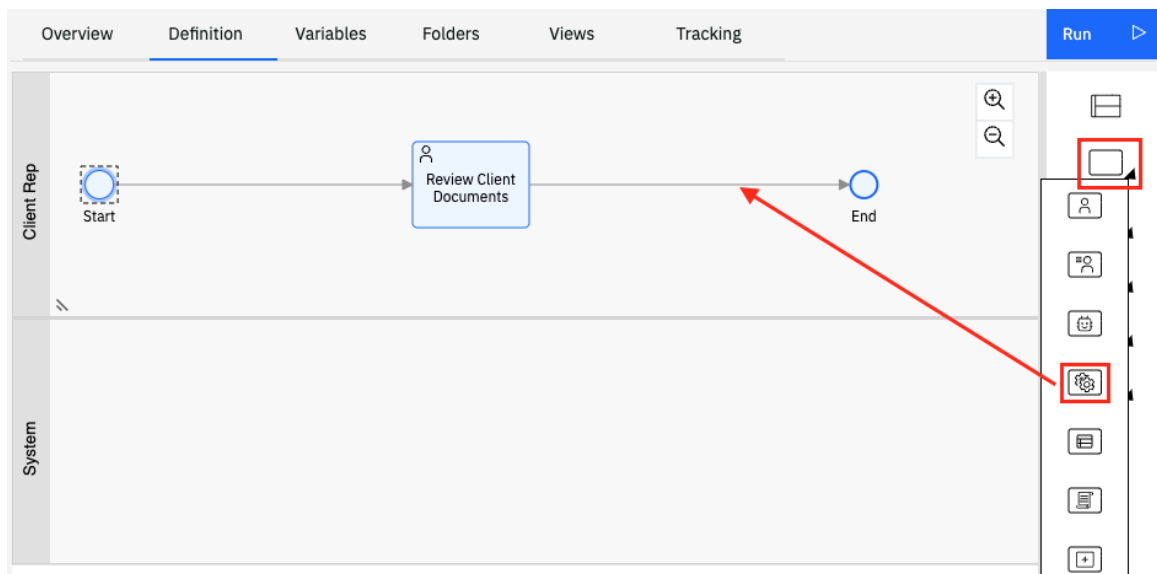 Overview Definition Variables Folders Views Tracking Run
Client Rep
Start
Review Client
Documents
End
System